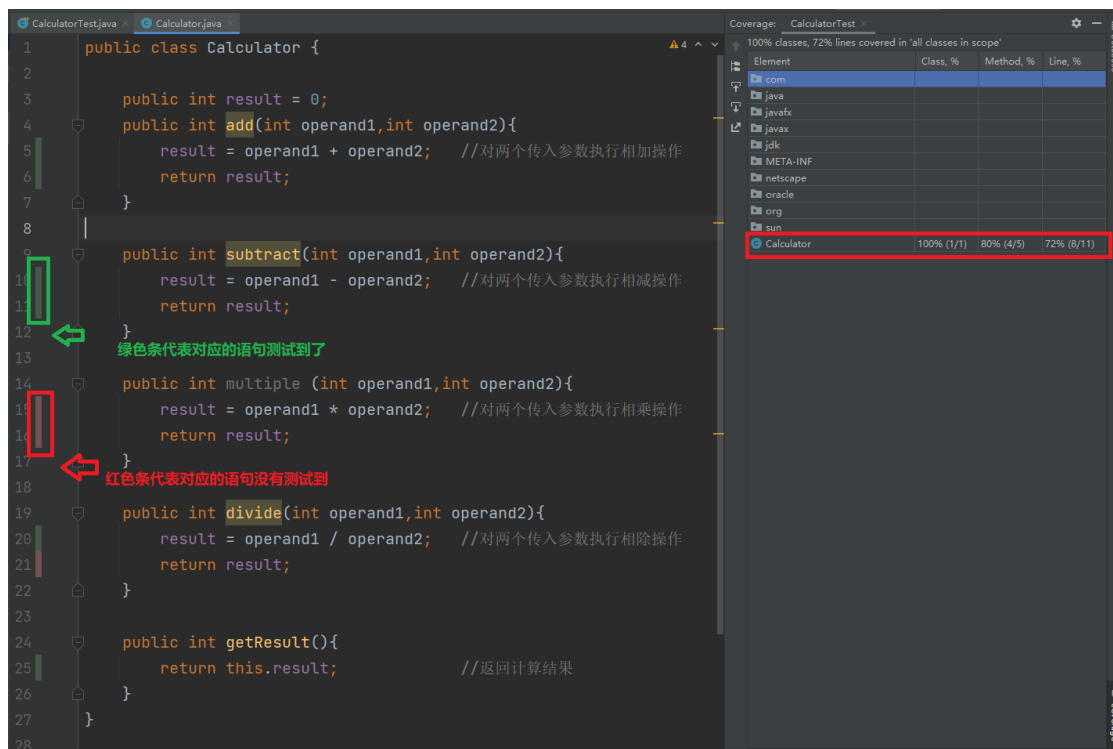 CalculatorTest.java
Calculator.java
Coverage: CalculatorTest
1 public class Calculator {
4
100% classes, 72% lines covered in 'all classes in scope'
Element Class, % Method, % Line, %
com
java
javafx
javax
jdk
META-INF
netscape
oracle
org
sun
Calculator 100% (1/1) 80% (4/5) 72% (8/11)
2
3 public int result = 0;
4 public int add(int operand1,int operand2){
5 result = operand1 + operand2; //对两个传入参数执行相加操作
6 return result;
7 }
8
9 public int subtract(int operand1,int operand2){
10 result = operand1 - operand2; //对两个传入参数执行相减操作
11 return result;
12 }
绿色条代表对应的语句测试到了
13
14 public int multiple (int operand1,int operand2){
15 result = operand1 * operand2; //对两个传入参数执行相乘操作
16 return result;
17 }
红色条代表对应的语句没有测试到
18
19 public int divide(int operand1,int operand2){
20 result = operand1 / operand2; //对两个传入参数执行相除操作
21 return result;
22 }
23
24 public int getResult(){
25 return this.result; //返回计算结果
26 }
27 }
28